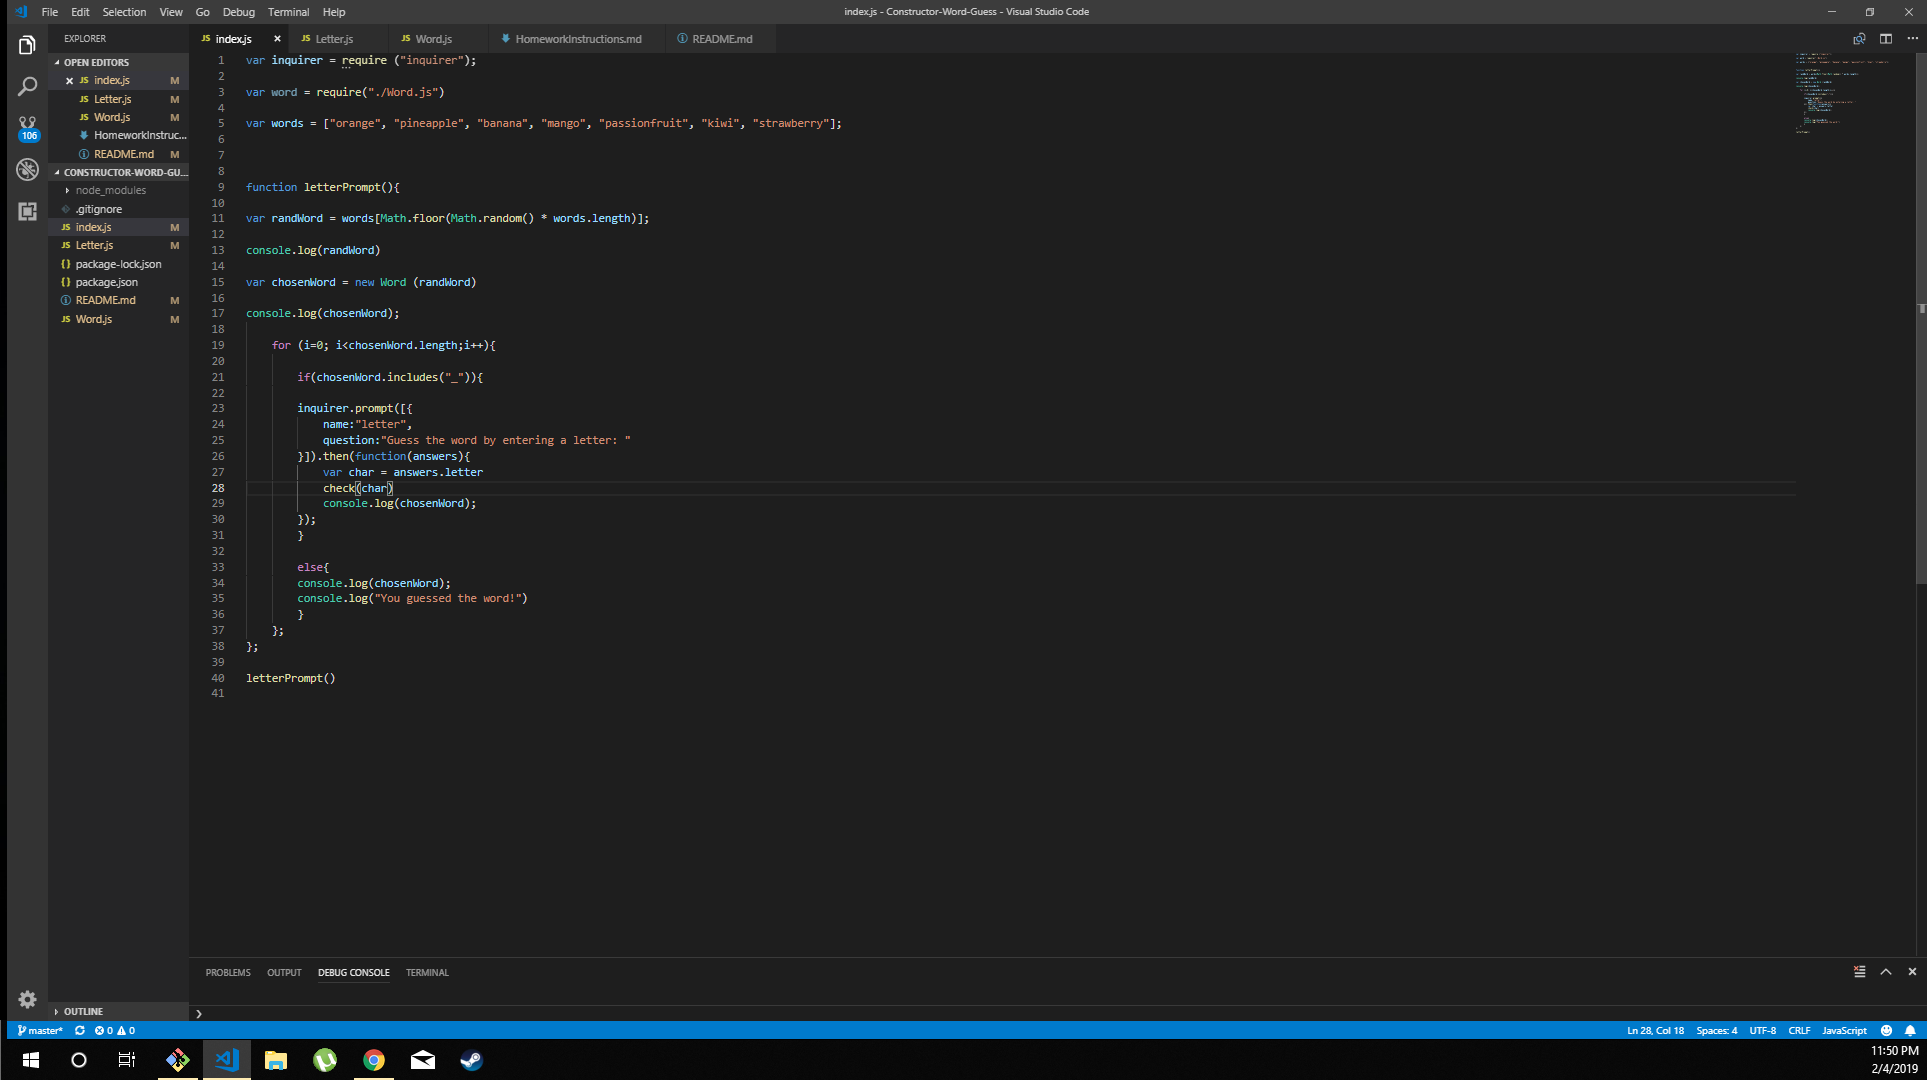 File Edit Selection View Go Debug Terminal Help
index.js - Constructor-Word-Guess - Visual Studio Code
EXPLORER
OPEN EDITORS
JS index.js M
JS Letter.js M
JS Word.js M
HomeworkInstruc...
README.md M
CONSTRUCTOR-WORD-GU...
node_modules
.gitignore
JS index.js M
JS Letter.js M
{} package-lock.json
{} package.json
README.md M
JS Word.js M
OUTLINE
106
JS index.js JS Letter.js JS Word.js HomeworkInstructions.md README.md
1 var inquirer = require ("inquirer");
2
3 var word = require("./Word.js")
4
5 var words = ["orange", "pineapple", "banana", "mango", "passionfruit", "kiwi", "strawberry"];
6
7
8
9 function letterPrompt(){
10
11 var randWord = words[Math.floor(Math.random() * words.length)];
12
13 console.log(randWord)
14
15 var chosenWord = new Word (randWord)
16
17 console.log(chosenWord);
18
19 for (i=0; i<chosenWord.length;i++){
20
21 if(chosenWord.includes("_")){
22
23 inquirer.prompt([{
24 name:"letter",
25 question:"Guess the word by entering a letter: "
26 }]).then(function(answers){
27 var char = answers.letter
28 check(char)
29 console.log(chosenWord);
30 });
31 }
32
33 else{
34 console.log(chosenWord);
35 console.log("You guessed the word!")
36 }
37 };
38 };
39
40 letterPrompt()
41
PROBLEMS OUTPUT DEBUG CONSOLE TERMINAL
master* 0 0
Ln 28, Col 18 Spaces: 4 UTF-8 CRLF JavaScript
11:50 PM
2/4/2019